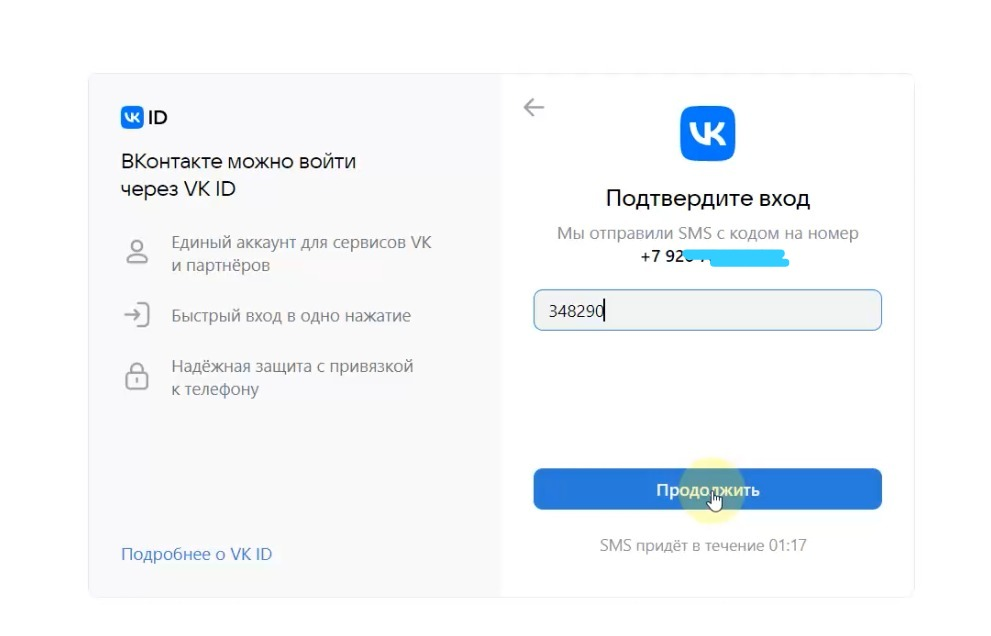 VK ID
ВКонтакте можно войти
через VK ID
Единый аккаунт для сервисов VK
и партнёров
Быстрый вход в одно нажатие
Надёжная защита с привязкой
к телефону
Подробнее о VK ID
VK
Подтвердите вход
Мы отправили SMS с кодом на номер
+7 92
348290
Продолжить
SMS придёт в течение 01:17